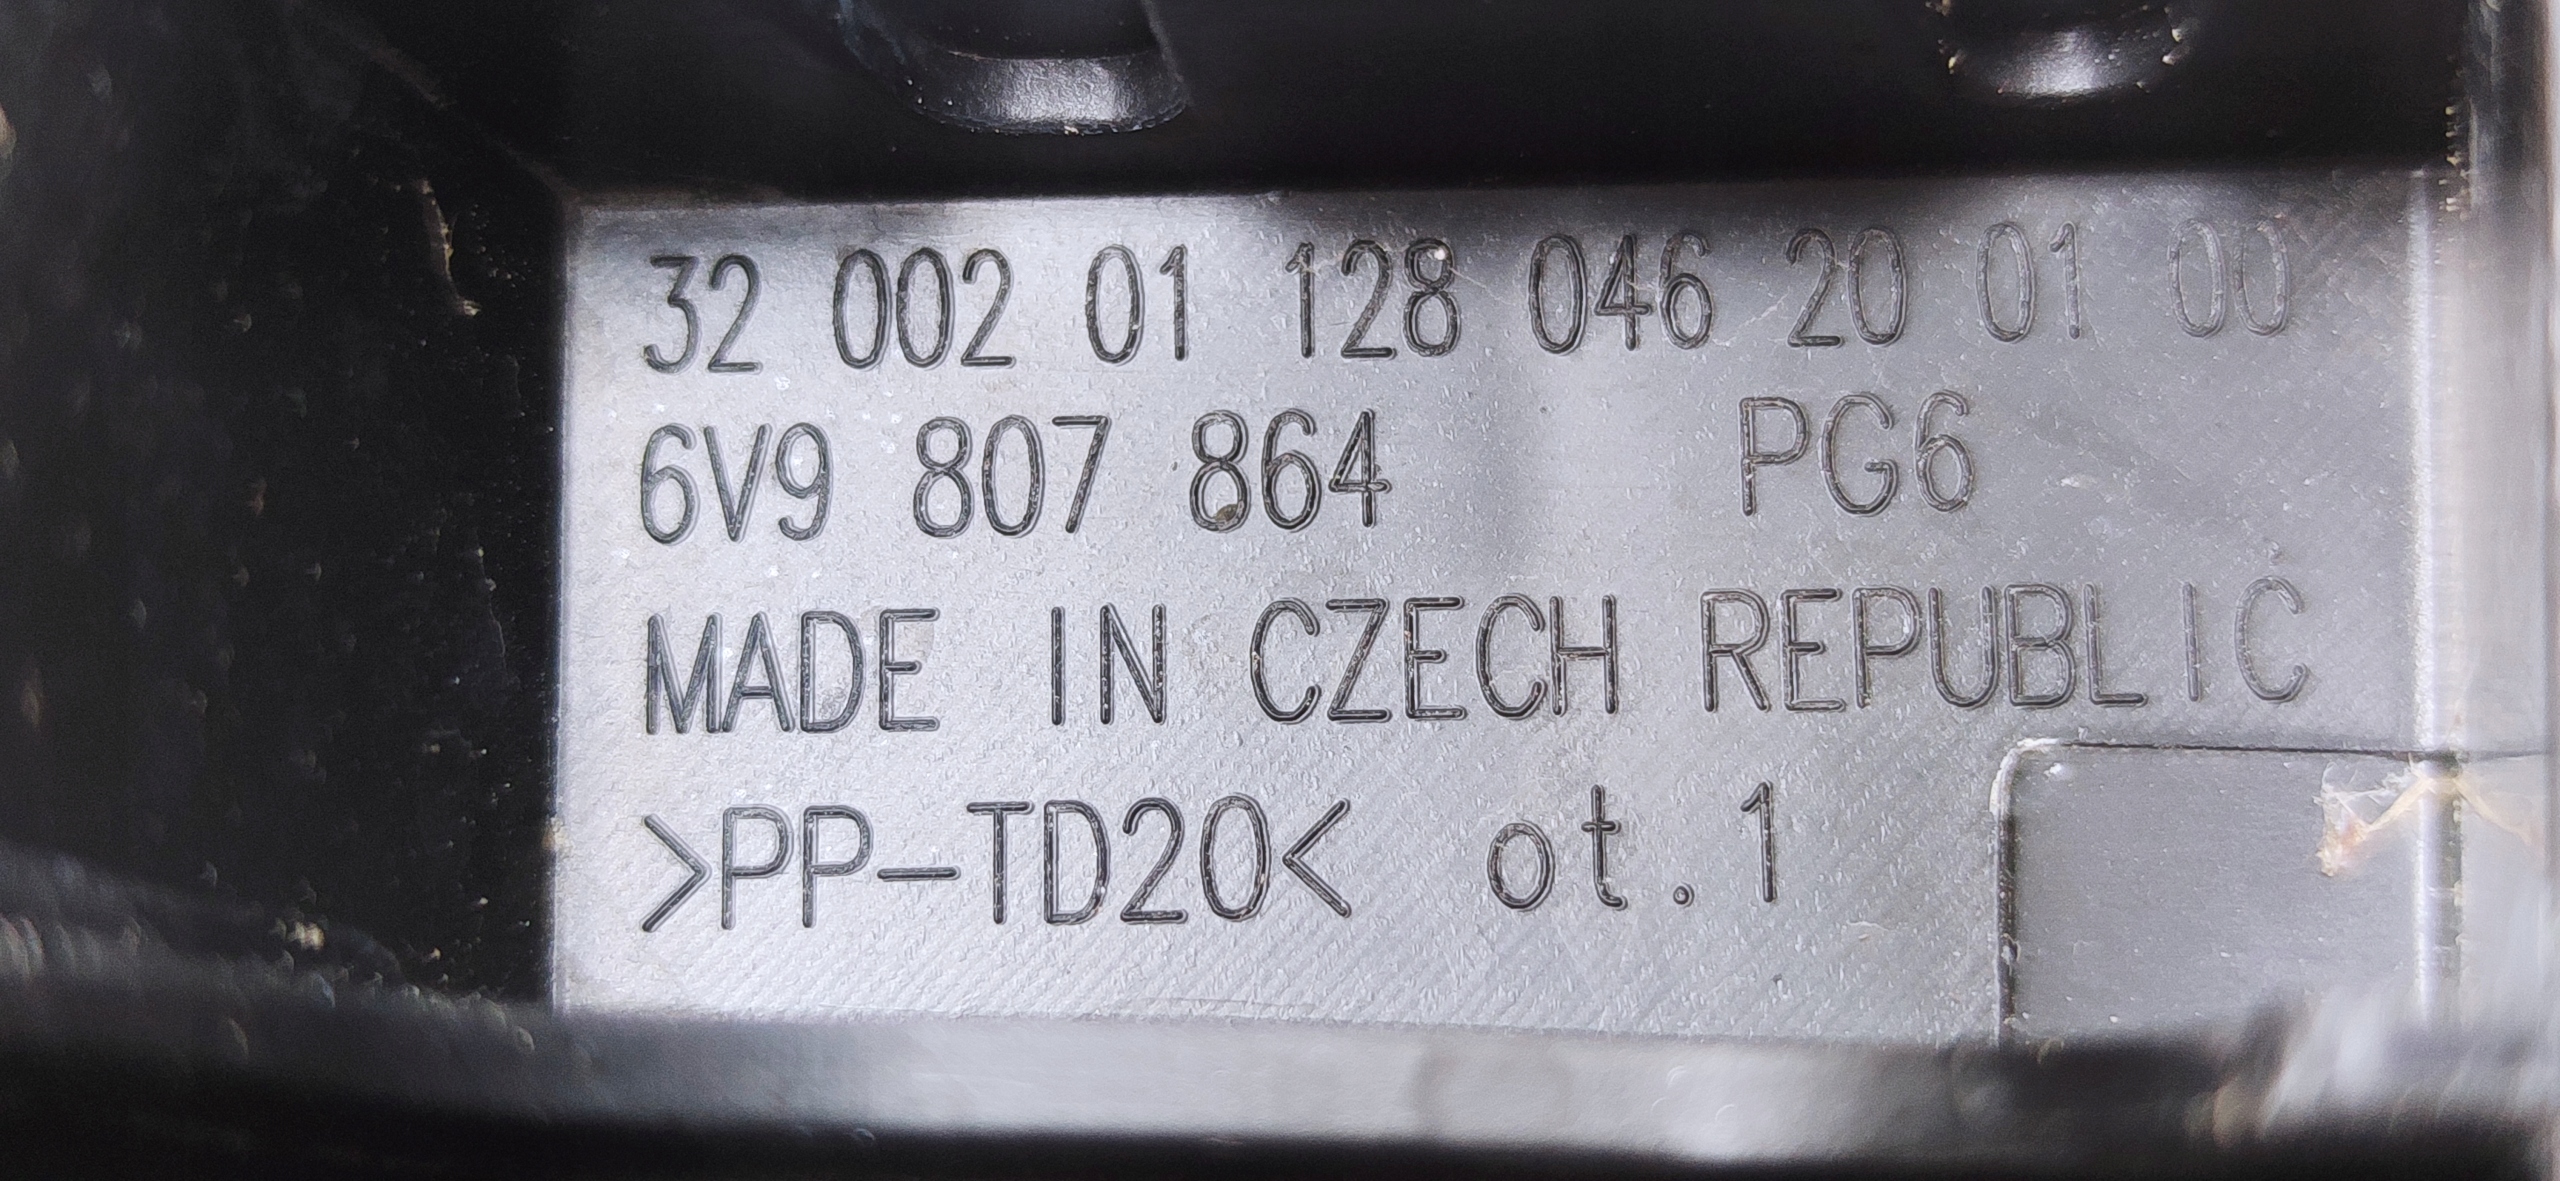 32 002 01 128 046 20 01 00
6V9 807 864 PG6
MADE IN CZECH REPUBLIC
>PP-TD20< ot.1